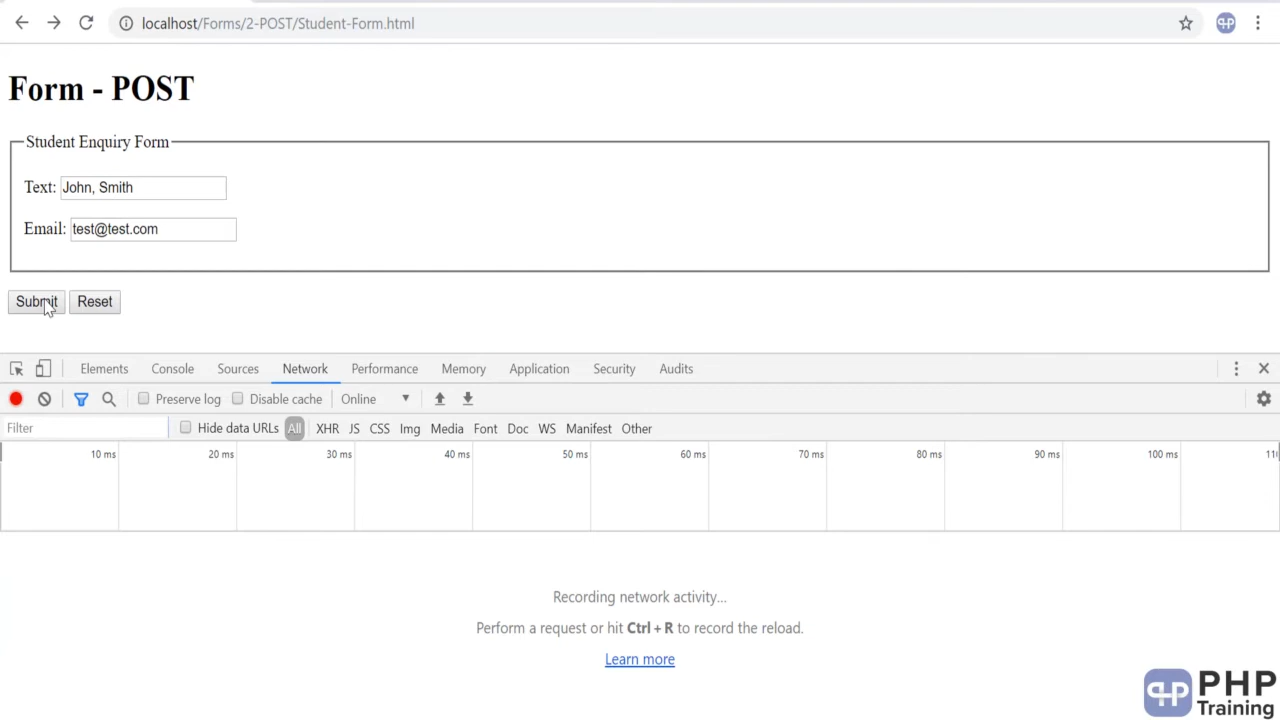 localhost/Forms/2-POST/Student-Form.html
Form - POST
Student Enquiry Form
Text: John, Smith
Email: test@test.com
Submit Reset
Elements Console Sources Network Performance Memory Application Security Audits
Preserve log Disable cache Online
Filter Hide data URLs All XHR JS CSS Img Media Font Doc WS Manifest Other
10 ms 20 ms 30 ms 40 ms 50 ms 60 ms 70 ms 80 ms 90 ms 100 ms
Recording network activity...
Perform a request or hit Ctrl + R to record the reload.
Learn more
PHP
Training